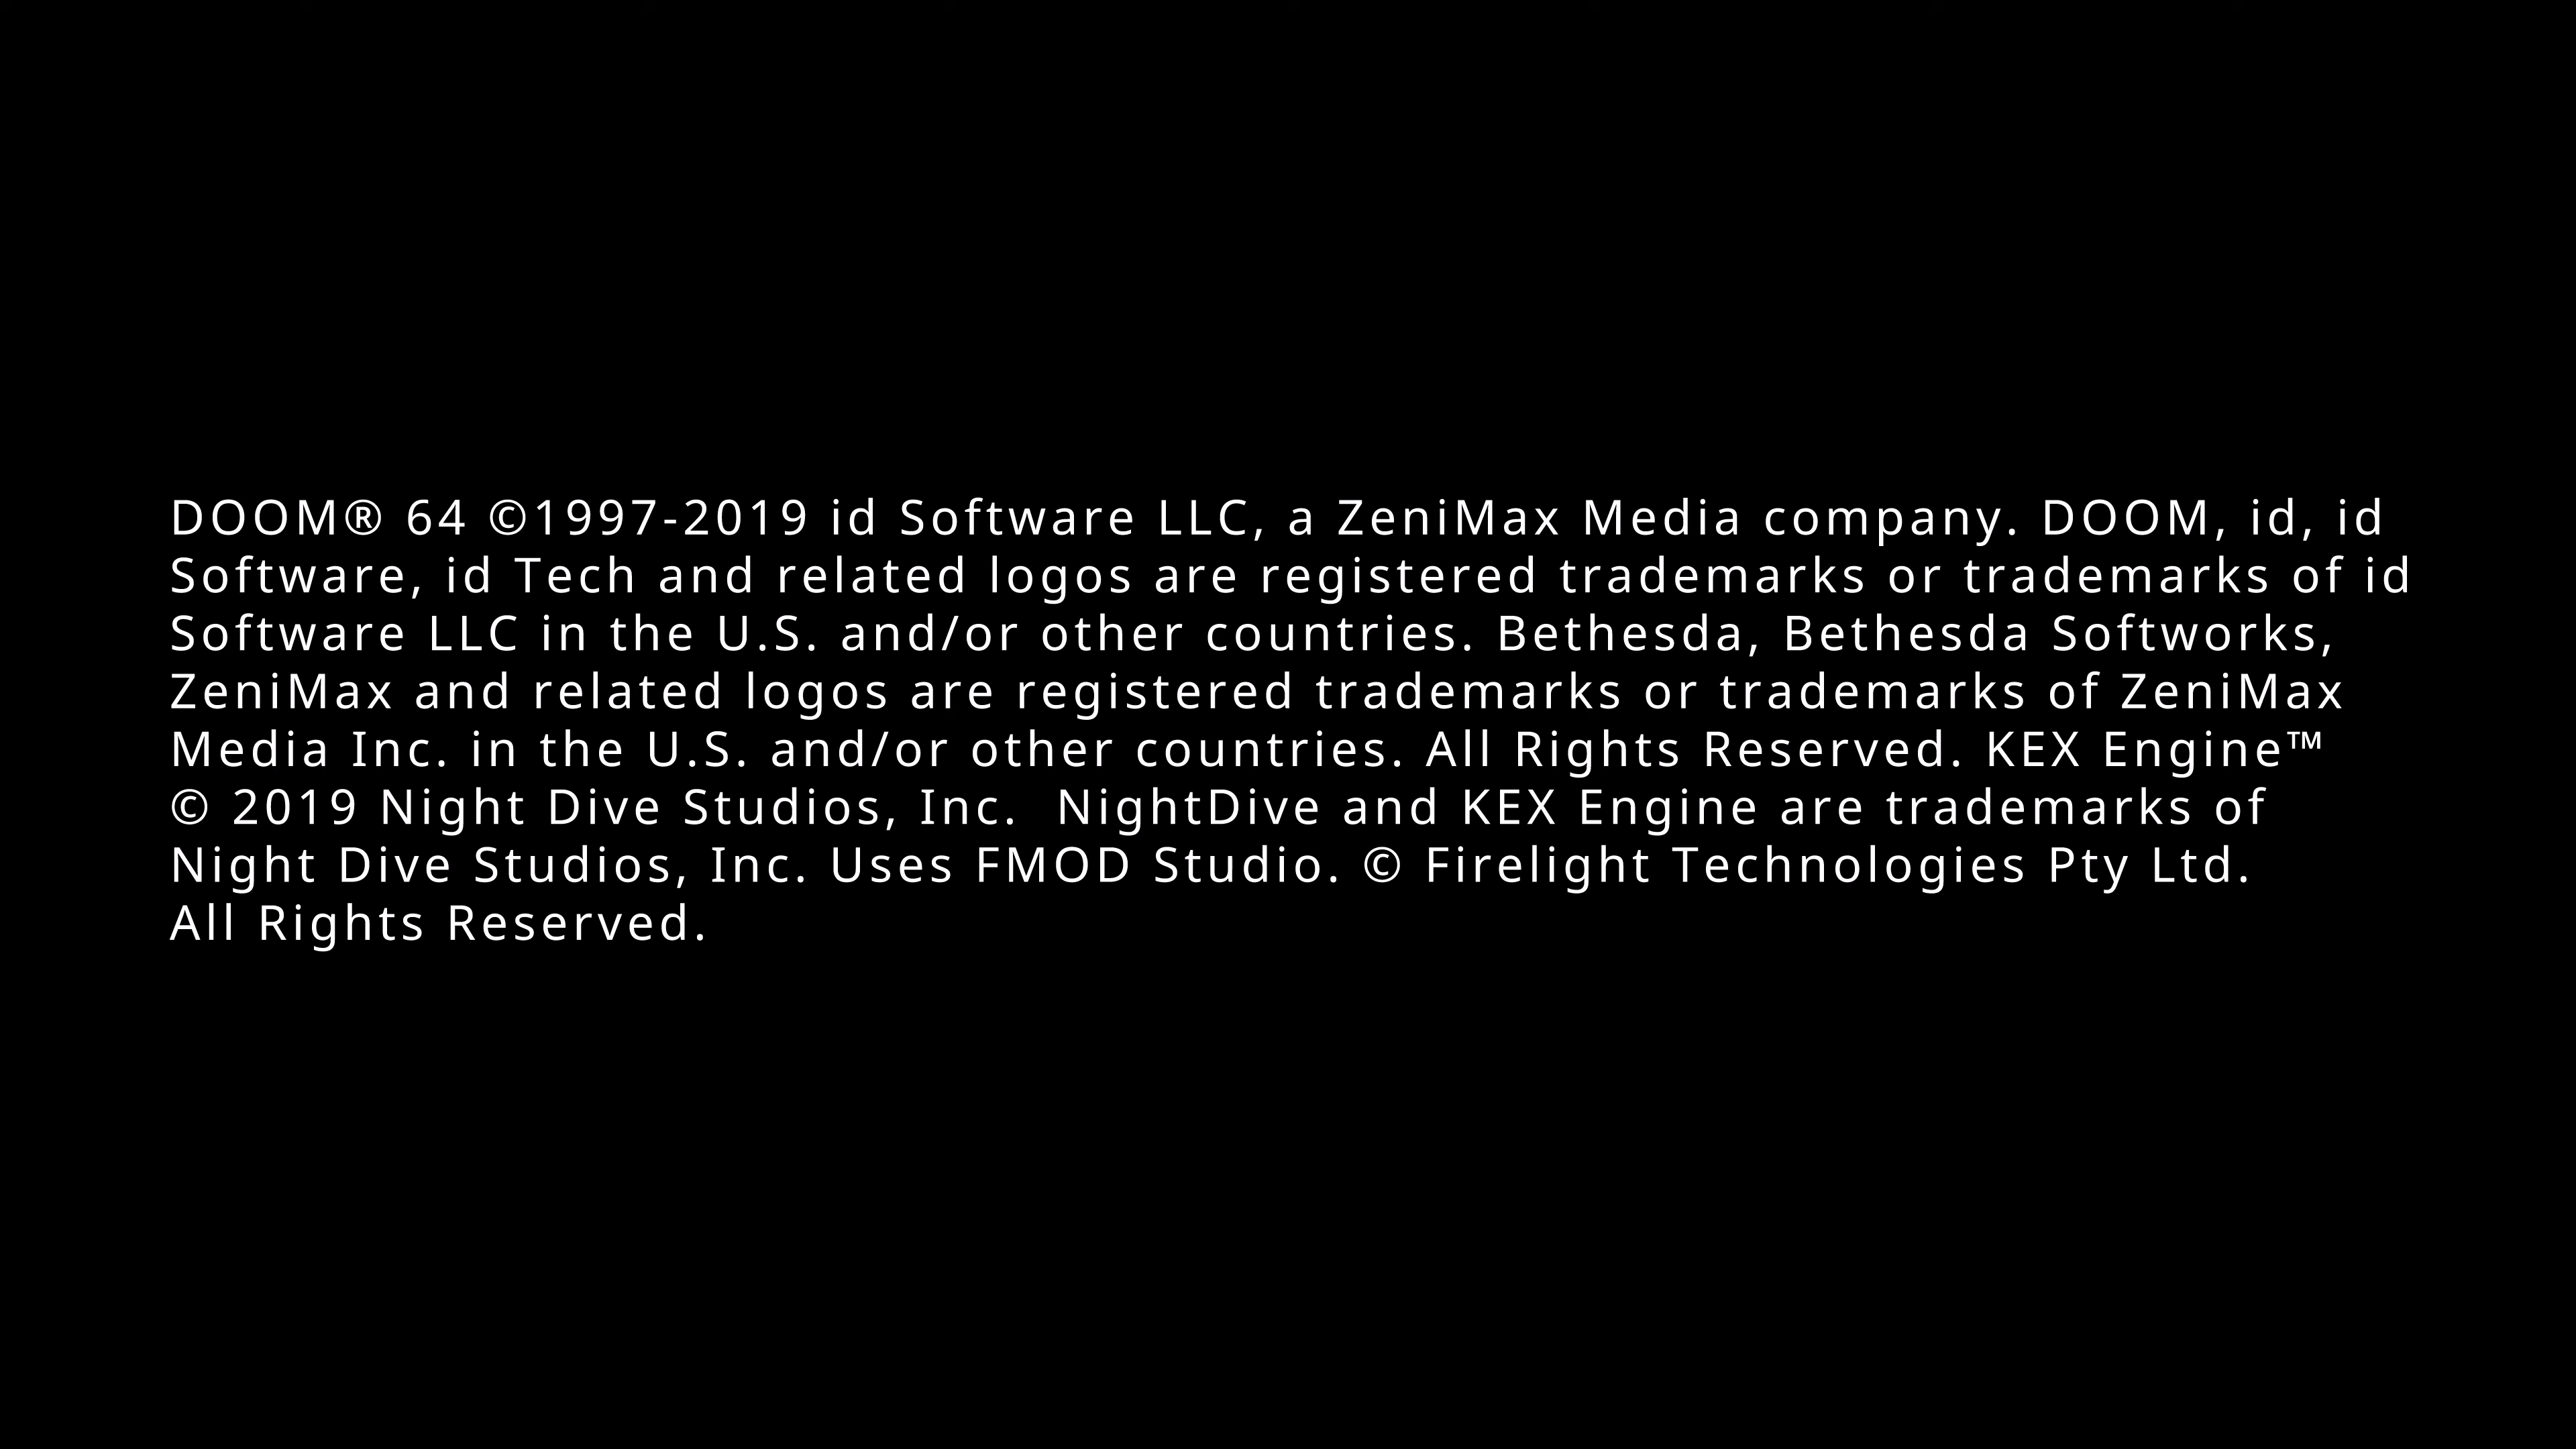 DOOM® 64 ©1997-2019 id Software LLC, a ZeniMax Media company. DOOM, id, id
Software, id Tech and related logos are registered trademarks or trademarks of id
Software LLC in the U.S. and/or other countries. Bethesda, Bethesda Softworks,
ZeniMax and related logos are registered trademarks or trademarks of ZeniMax
Media Inc. in the U.S. and/or other countries. All Rights Reserved. KEX Engine™
© 2019 Night Dive Studios, Inc.  NightDive and KEX Engine are trademarks of
Night Dive Studios, Inc. Uses FMOD Studio. © Firelight Technologies Pty Ltd.
All Rights Reserved.